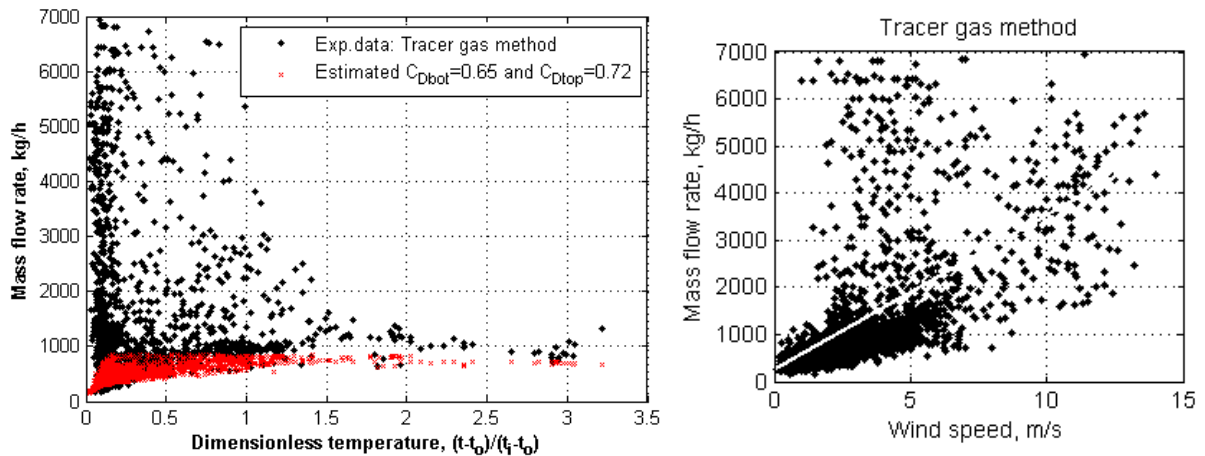 Exp.data: Tracer gas method
Estimated C_Dbot=0.65 and C_Dtop=0.72
Mass flow rate, kg/h
7000
6000
5000
4000
3000
2000
1000
0
0 0.5 1 1.5 2 2.5 3 3.5
Dimensionless temperature, (t-t_o)/(t_i-t_o)
Tracer gas method
Mass flow rate, kg/h
7000
6000
5000
4000
3000
2000
1000
0
0 5 10 15
Wind speed, m/s